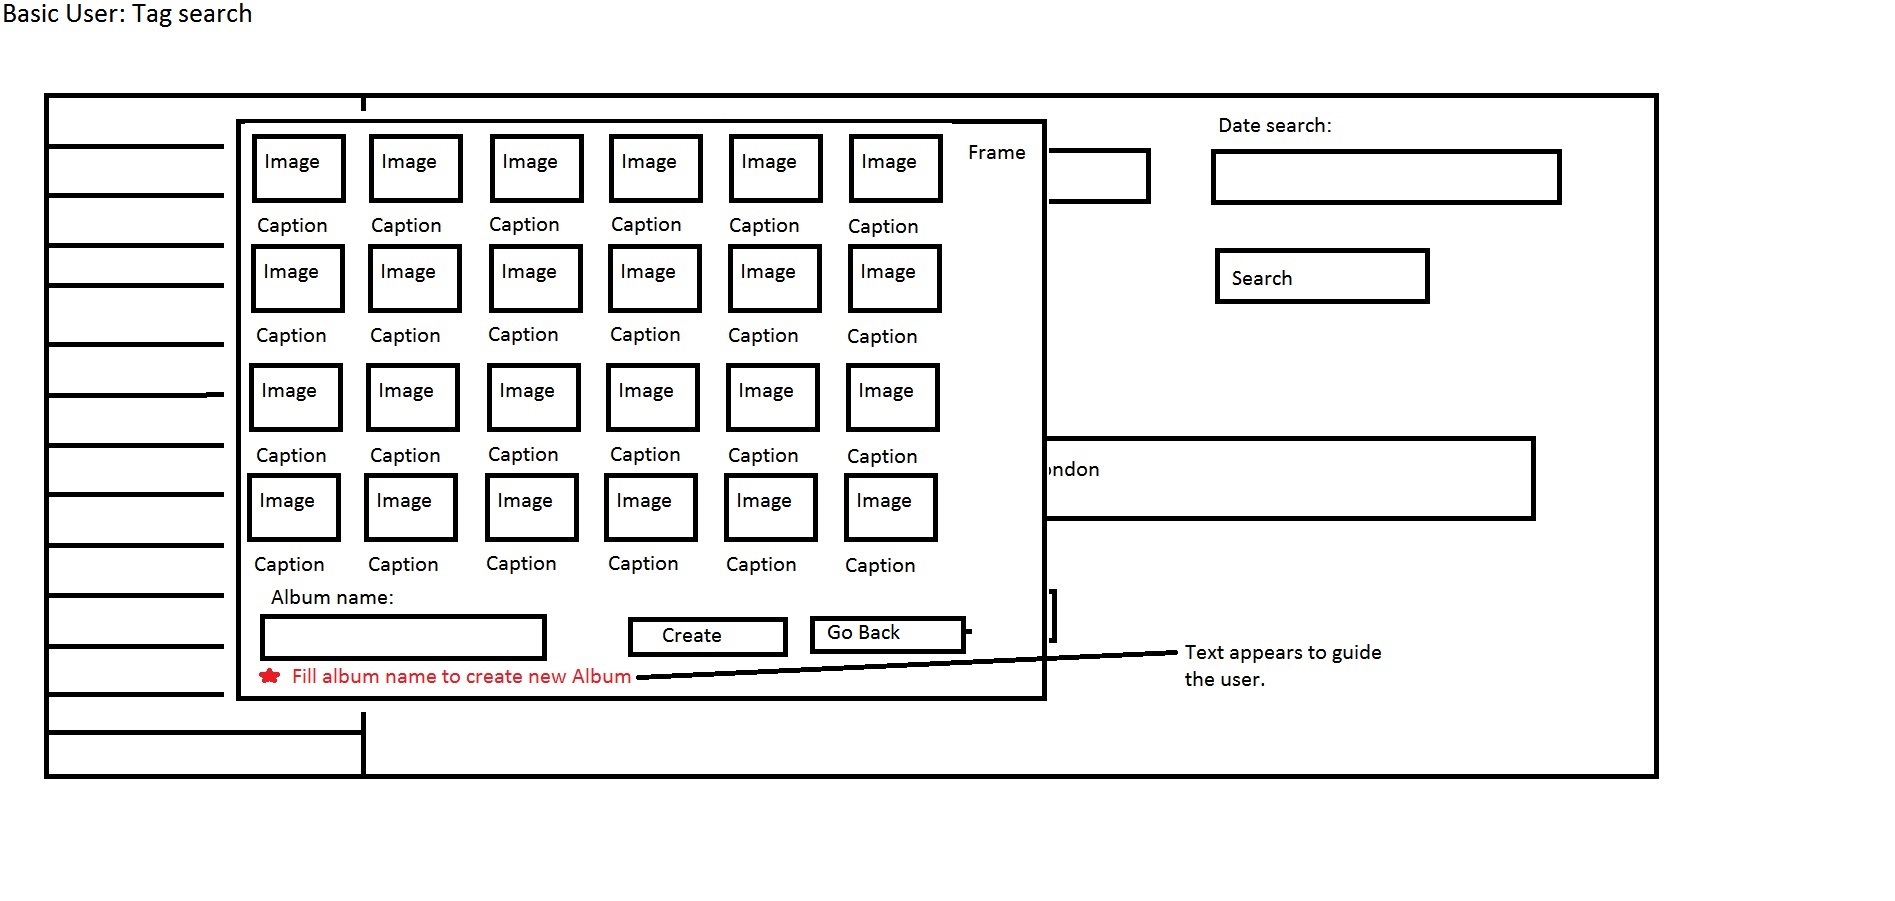 Basic User: Tag search
Date search:
Image Image Image Image Image Image Frame
Caption Caption Caption Caption Caption Caption
Image Image Image Image Image Image
Search
Caption Caption Caption Caption Caption Caption
Image Image Image Image Image Image
Caption Caption Caption Caption Caption Caption
ndon
Image Image Image Image Image Image
Caption Caption Caption Caption Caption Caption
Album name:
Create
Go Back
Fill album name to create new Album
Text appears to guide
the user.